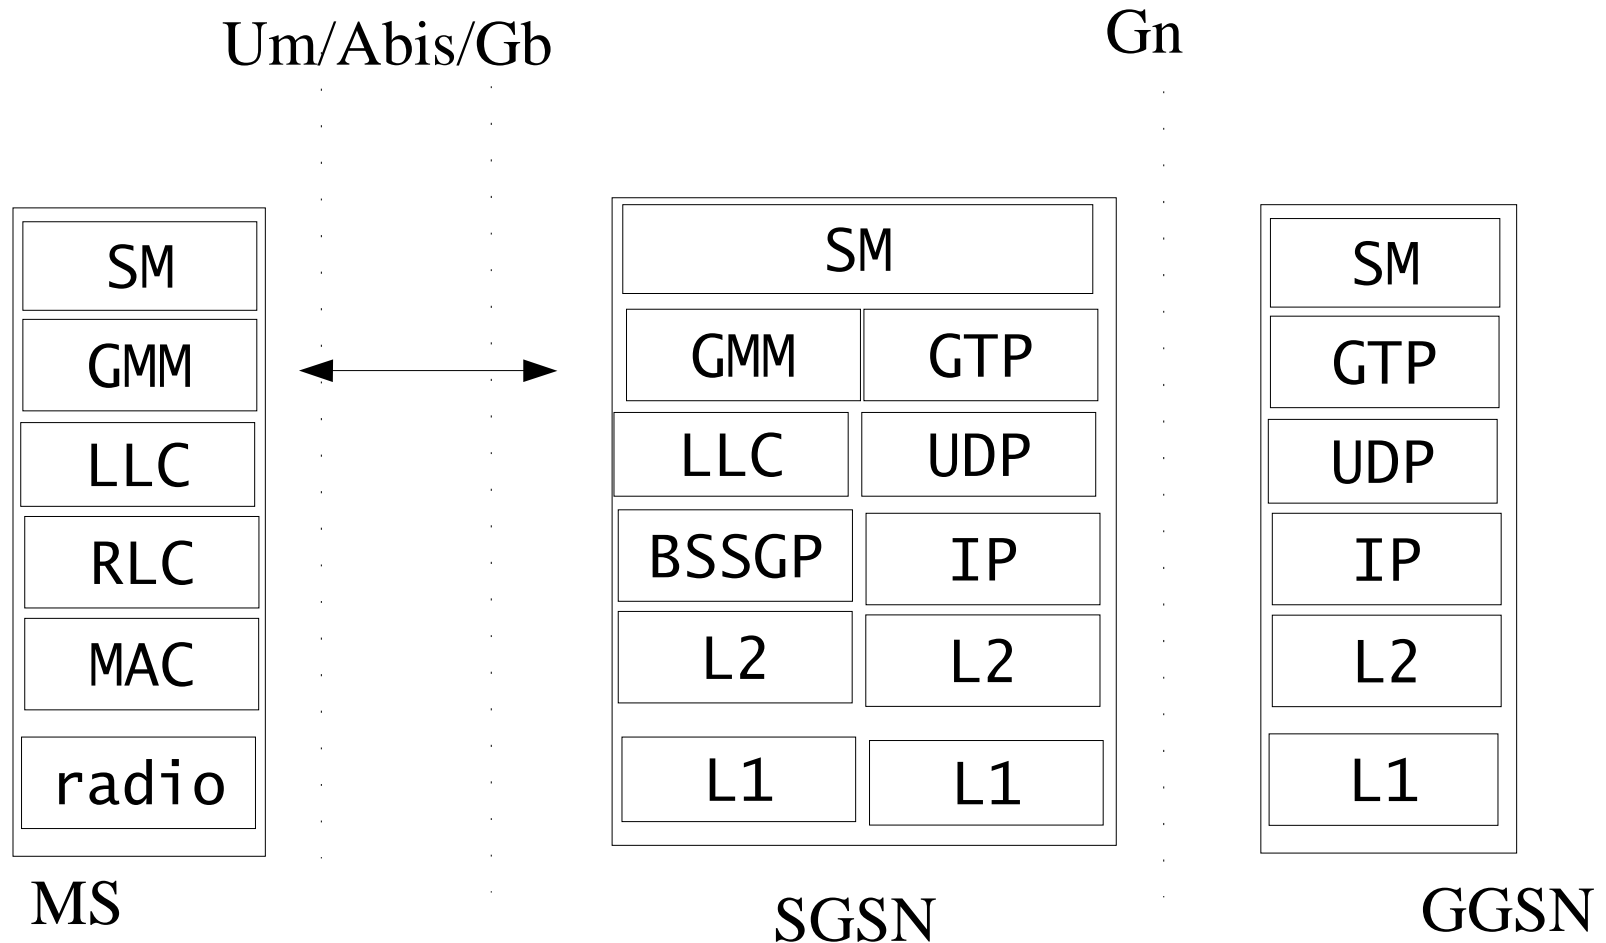 Um/Abis/Gb
Gn
SM
GMM
LLC
RLC
MAC
radio
MS
SM
GMM
GTP
LLC
UDP
BSSGP
IP
L2
L2
L1
L1
SGSN
SM
GTP
UDP
IP
L2
L1
GGSN